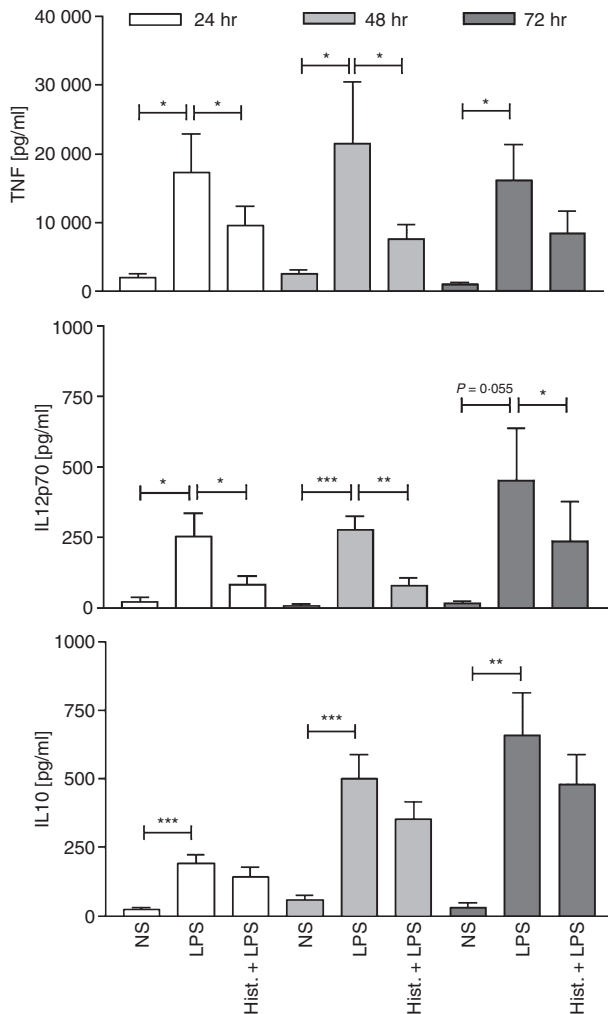 40 000
24 hr
48 hr
72 hr
30 000
20 000
10 000
0
TNF [pg/ml]
* * * * *
1000
750
500
250
0
IL12p70 [pg/ml]
* * *** ** P = 0·055 *
1000
750
500
250
0
IL10 [pg/ml]
*** *** **
NS
LPS
Hist. + LPS
NS
LPS
Hist. + LPS
NS
LPS
Hist. + LPS